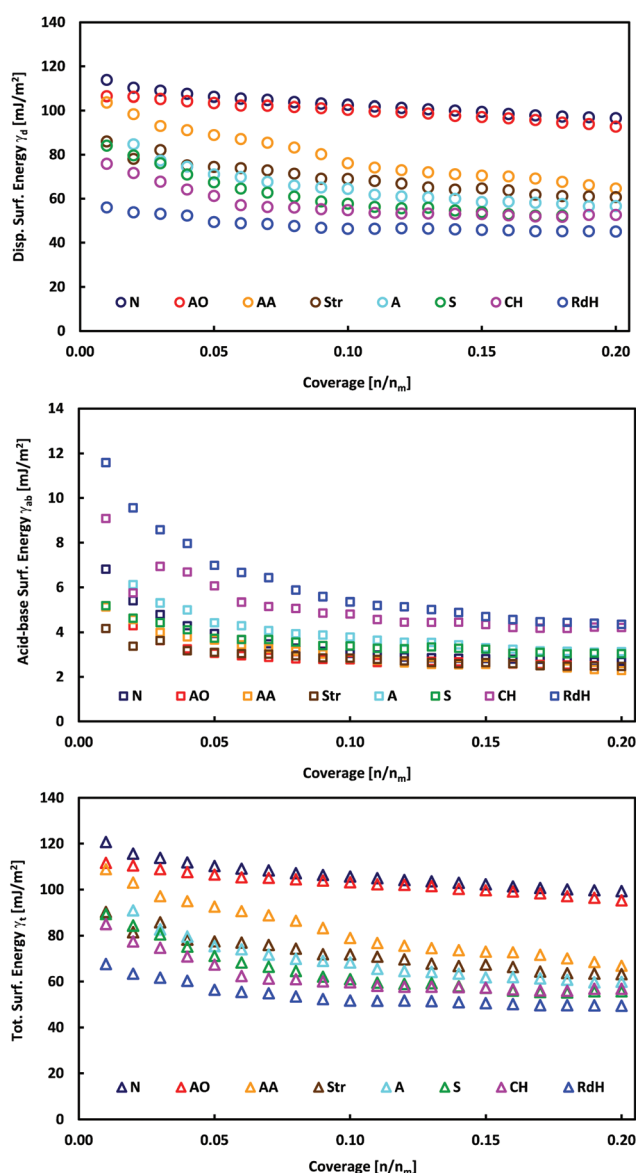 140
120
100
80
60
40
20
0
Disp. Surf. Energy γd [mJ/m²]
N AO AA Str A S CH RdH
0.00 0.05 0.10 0.15 0.20
Coverage [n/nm]
14
12
10
8
6
4
2
0
Acid-base Surf. Energy γab [mJ/m²]
N AO AA Str A S CH RdH
0.00 0.05 0.10 0.15 0.20
Coverage [n/nm]
140
120
100
80
60
40
20
0
Tot. Surf. Energy γt [mJ/m²]
N AO AA Str A S CH RdH
0.00 0.05 0.10 0.15 0.20
Coverage [n/nm]